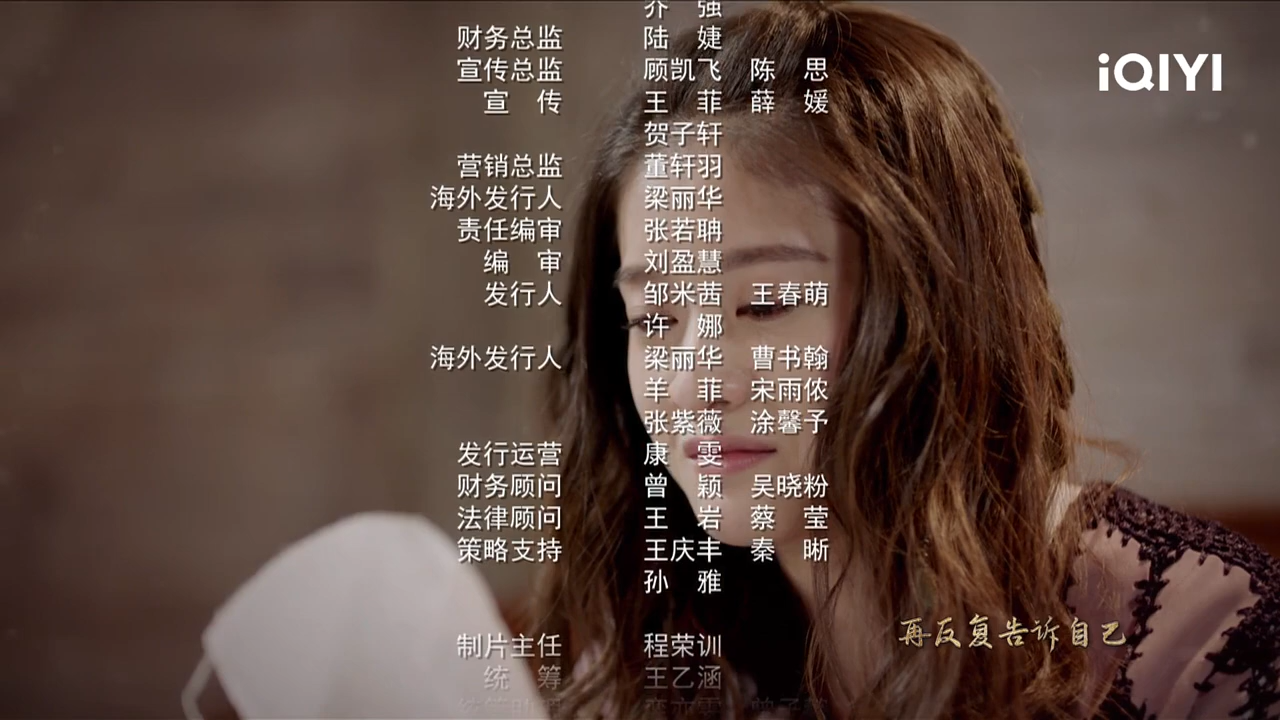 乔 强
财务总监 陆 婕
iQIYI
宣传总监 顾凯飞 陈 思
宣 传 王 菲 薛 媛
贺子轩
营销总监 董轩羽
海外发行人 梁丽华
责任编审 张若聃
编 审 刘盈慧
发行人 邹米茜 王春萌
许 娜
海外发行人 梁丽华 曹书翰
羊 菲 宋雨侬
张紫薇 涂馨予
发行运营 康 雯
财务顾问 曾 颖 吴晓粉
法律顾问 王 岩 蔡 莹
策略支持 王庆丰 秦 晰
孙 雅
再反复告诉自己
制片主任 程荣训
统 筹 王乙涵